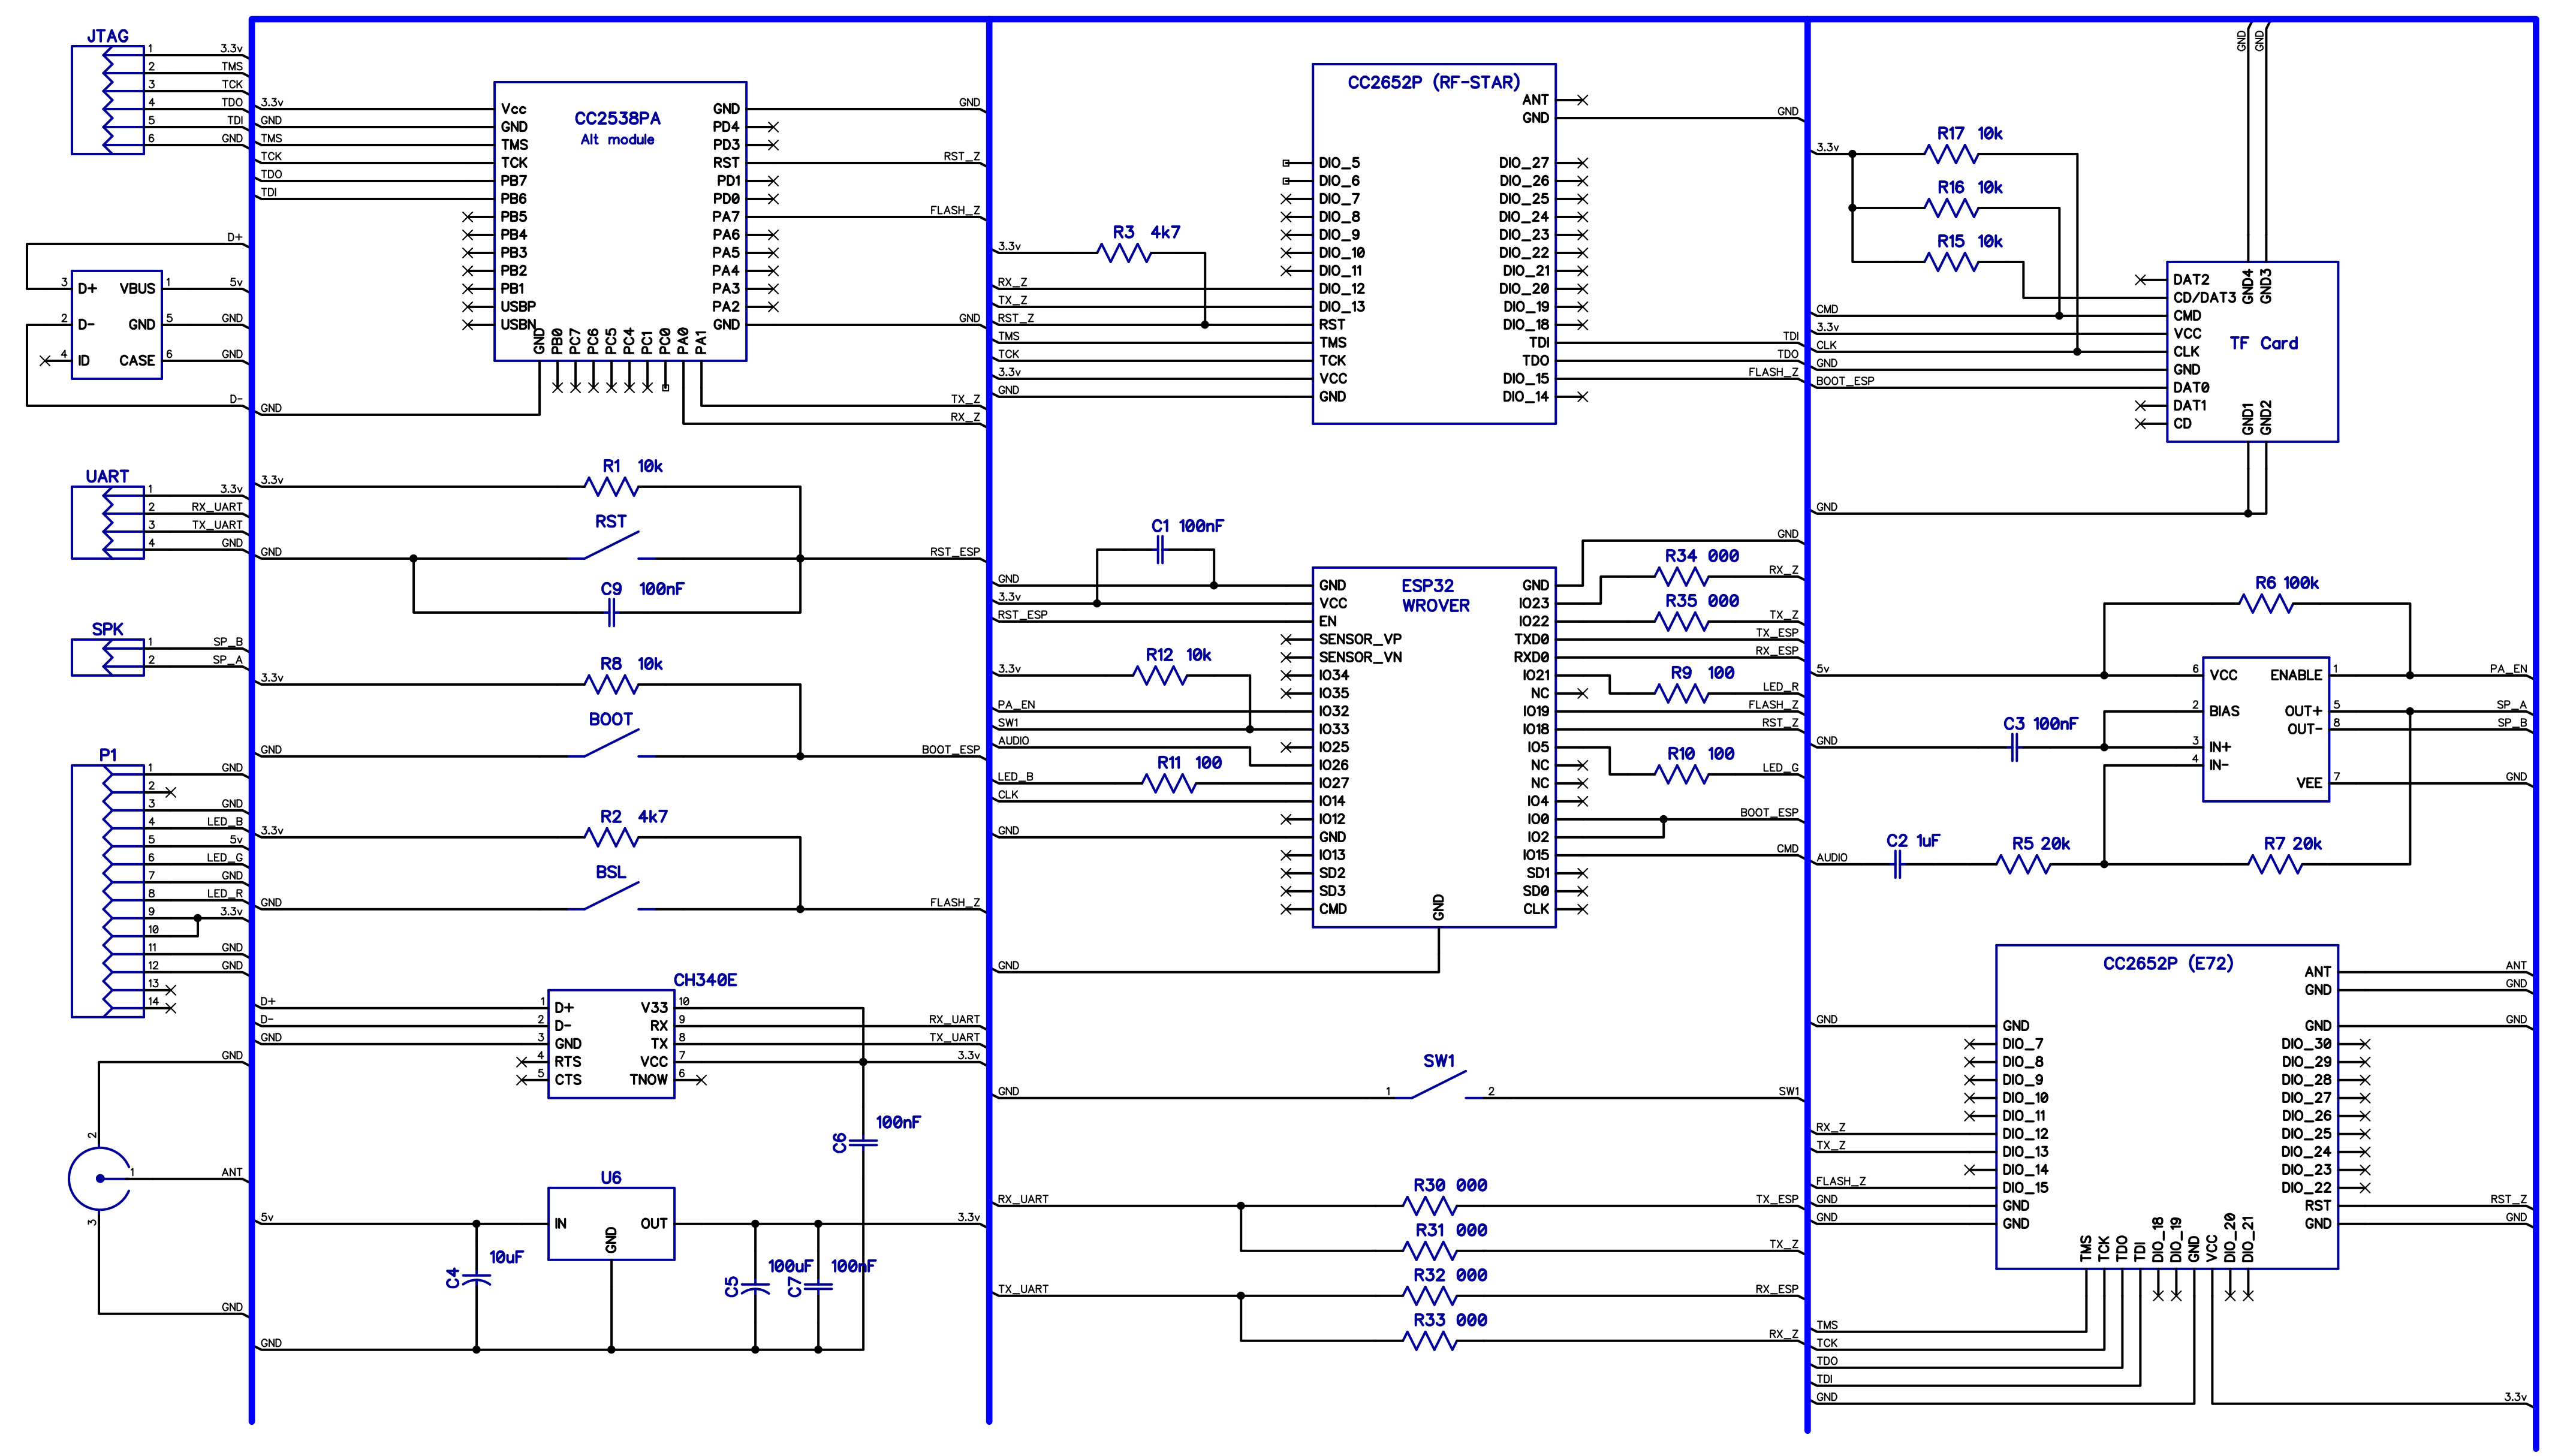 JTAG
1 3.3v
2 TMS
3 TCK
4 TDO
5 TDI
6 GND
D+
3 D+ VBUS 1 5v
2 D- GND 5 GND
4 ID CASE 6 GND
D-
UART
1 3.3v
2 RX_UART
3 TX_UART
4 GND
SPK
1 SP_B
2 SP_A
P1
1 GND
2
3 GND
4 LED_B
5 5v
6 LED_G
7 GND
8 LED_R
9 3.3v
10
11 GND
12 GND
13
14
GND
2
1 ANT
3
GND
CC2538PA
Alt module
3.3v Vcc GND GND
GND GND PD4
TMS TMS PD3
TCK TCK RST RST_Z
TDO PB7 PD1
TDI PB6 PD0
PB5 PA7 FLASH_Z
PB4 PA6
PB3 PA5
PB2 PA4
PB1 PA3
USBP PA2
USBN GND GND
GND PB0 PC7 PC6 PC5 PC4 PC1 PC0 PA0 PA1
TX_Z
GND RX_Z
R1 10k
3.3v
RST
GND RST_ESP
C9 100nF
R8 10k
3.3v
BOOT
GND BOOT_ESP
R2 4k7
3.3v
BSL
GND FLASH_Z
CH340E
D+ 1 D+ V33 10
D- 2 D- RX 9 RX_UART
GND 3 GND TX 8 TX_UART
4 RTS VCC 7 3.3v
5 CTS TNOW 6
C6 100nF
U6
5v IN OUT 3.3v
GND
C4 10uF
C5 100uF
C7 100nF
GND
CC2652P (RF-STAR)
ANT
GND GND
DIO_5 DIO_27
DIO_6 DIO_26
DIO_7 DIO_25
DIO_8 DIO_24
DIO_9 DIO_23
R3 4k7
3.3v DIO_10 DIO_22
DIO_11 DIO_21
RX_Z DIO_12 DIO_20
TX_Z DIO_13 DIO_19
RST_Z RST DIO_18
TMS TMS TDI TDI
TCK TCK TDO TDO
3.3v VCC DIO_15 FLASH_Z
GND GND DIO_14
C1 100nF
ESP32
WROVER
GND GND GND GND
R34 000
3.3v VCC IO23 RX_Z
R35 000
RST_ESP EN IO22 TX_Z
SENSOR_VP TXD0 TX_ESP
SENSOR_VN RXD0 RX_ESP
R12 10k
3.3v IO34 IO21 R9 100 LED_R
IO35 NC
PA_EN IO32 IO19 FLASH_Z
SW1 IO33 IO18 RST_Z
AUDIO IO25 IO5 R10 100 LED_G
IO26 NC
R11 100
LED_B IO27 NC
CLK IO14 IO4
IO12 IO0 BOOT_ESP
GND GND IO2
IO13 IO15 CMD
SD2 SD1
SD3 SD0
CMD CLK
GND
GND
SW1
GND 1 2 SW1
R30 000
RX_UART TX_ESP
R31 000
TX_Z
R32 000
TX_UART RX_ESP
R33 000
RX_Z
GND GND
R17 10k
3.3v
R16 10k
R15 10k
GND4 GND3
DAT2
CD/DAT3
CMD CMD
3.3v VCC
TF Card
CLK CLK
GND GND
BOOT_ESP DAT0
DAT1
CD
GND1 GND2
GND
R6 100k
5v 6 VCC ENABLE 1 PA_EN
2 BIAS OUT+ 5 SP_A
OUT- 8 SP_B
C3 100nF
GND 3 IN+
4 IN-
VEE 7 GND
C2 1uF
AUDIO R5 20k R7 20k
CC2652P (E72)
ANT ANT
GND GND
GND GND GND GND
DIO_7 DIO_30
DIO_8 DIO_29
DIO_9 DIO_28
DIO_10 DIO_27
DIO_11 DIO_26
RX_Z DIO_12 DIO_25
TX_Z DIO_13 DIO_24
DIO_14 DIO_23
FLASH_Z DIO_15 DIO_22
GND GND RST RST_Z
GND GND GND GND
TMS TCK TDO TDI DIO_18 DIO_19 GND VCC DIO_20 DIO_21
TMS
TCK
TDO
TDI
GND 3.3v